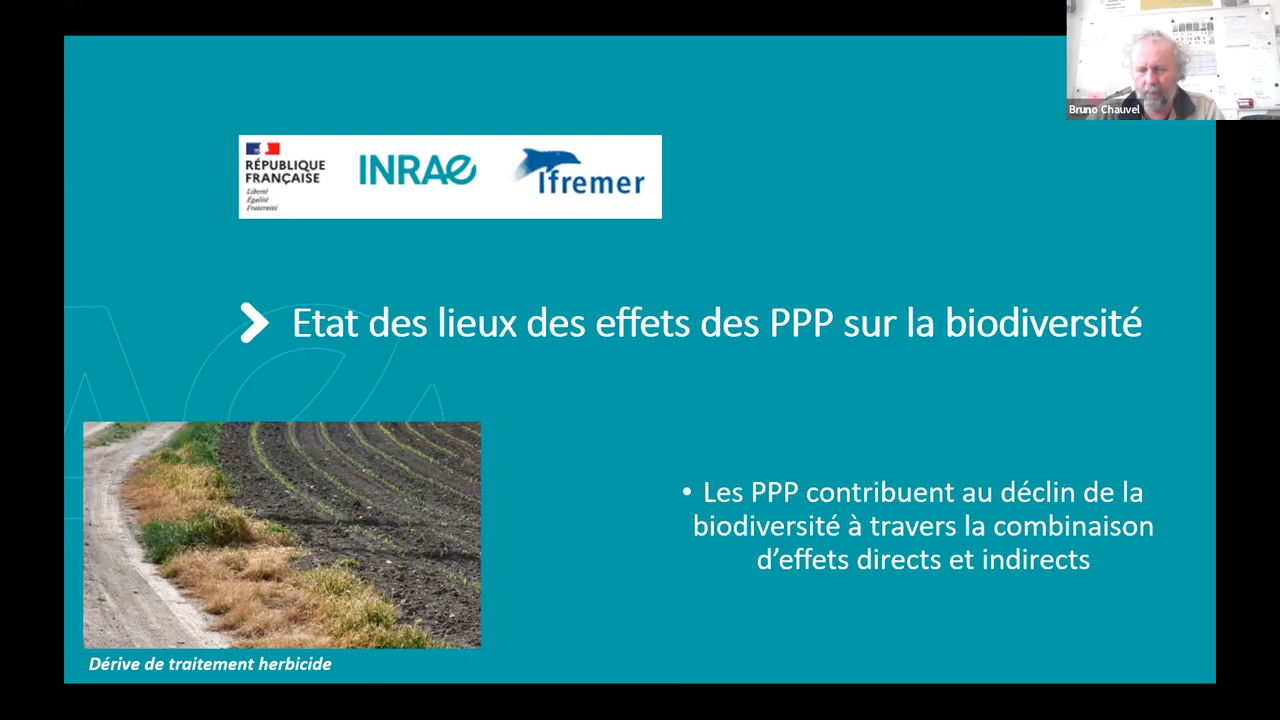 Bruno Chauvel
RÉPUBLIQUE
FRANÇAISE
Liberté
Égalité
Fraternité
INRAE
Ifremer
Etat des lieux des effets des PPP sur la biodiversité
• Les PPP contribuent au déclin de la
biodiversité à travers la combinaison
d’effets directs et indirects
Dérive de traitement herbicide